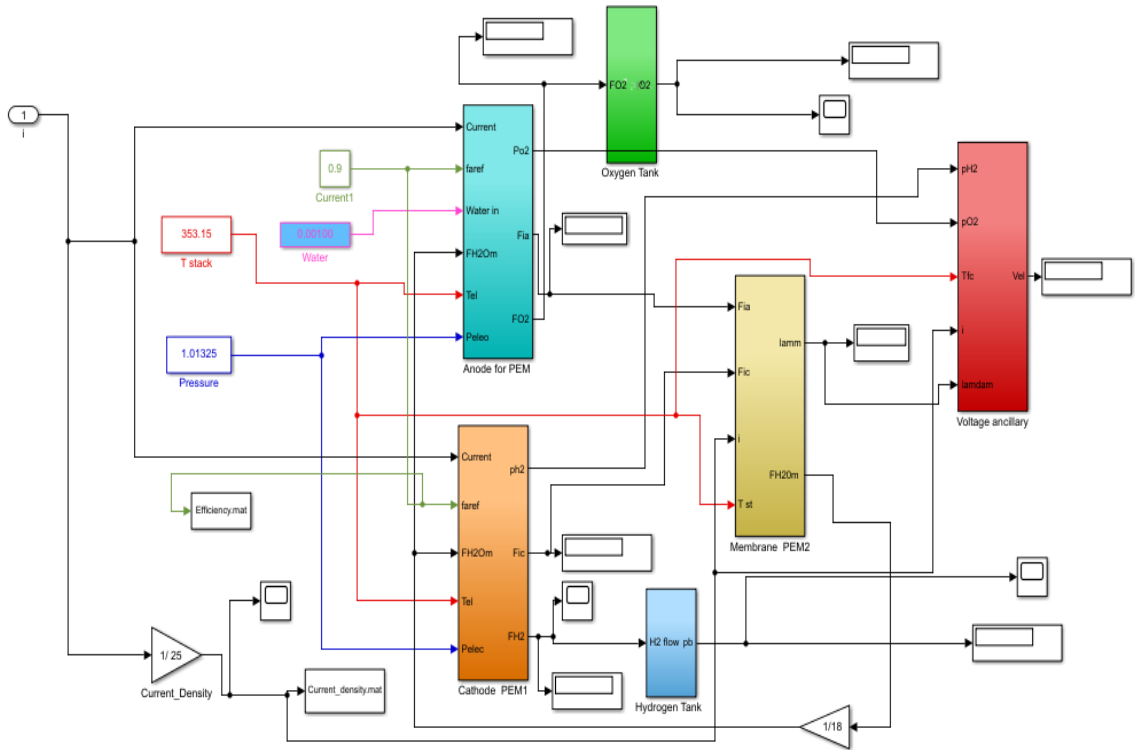 1
i
0.9
Current1
353.15
T stack
0.00100
Water
1.01325
Pressure
Current
faref
Water in
FH2Om
Tel
Peleo
Po2
Fia
FO2
Anode for PEM
FO2
O2
Oxygen Tank
pH2
pO2
Tfc
i
lamdam
Vel
Voltage ancillary
Fia
Fic
i
T st
lamm
FH20m
Membrane PEM2
Current
faref
FH2Om
Tel
Pelec
ph2
Fic
FH2
Cathode PEM1
Efficiency.mat
1/ 25
Current_Density
Current_density.mat
H2 flow pb
Hydrogen Tank
1/18